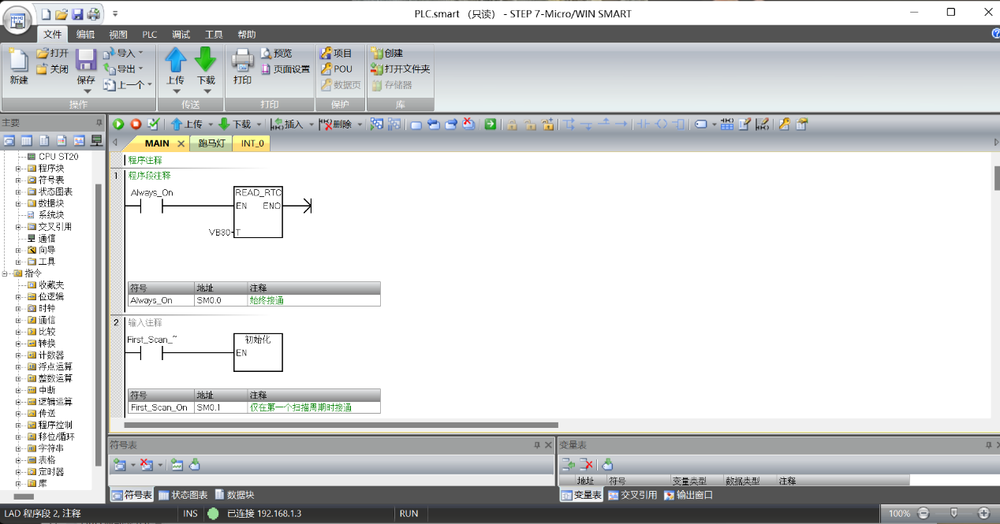 PLC.smart （只读） - STEP 7-Micro/WIN SMART
文件 编辑 视图 PLC 调试 工具 帮助
新建 打开 关闭 保存 导入 导出 上一个 上传 下载 打印 预览 页面设置 项目 POU 数据页 创建 打开文件夹 存储器
操作 传送 打印 保护 库
主要
上传 下载 插入 删除
MAIN 跑马灯 INT_0
CPU ST20
程序块
符号表
状态图表
数据块
系统块
交叉引用
通信
向导
工具
指令
收藏夹
位逻辑
时钟
通信
比较
转换
计数器
浮点运算
整数运算
中断
逻辑运算
传送
程序控制
移位/循环
字符串
表格
定时器
库
程序注释
1 程序段注释
Always_On READ_RTC
EN ENO
VB30 T
符号 地址 注释
Always_On SM0.0 始终接通
2 输入注释
First_Scan_~ 初始化
EN
符号 地址 注释
First_Scan_On SM0.1 仅在第一个扫描周期时接通
符号表
符号表 状态图表 数据块
变量表
地址 符号 变量类型 数据类型 注释
变量表 交叉引用 输出窗口
LAD 程序段 2, 注释 INS 已连接 192.168.1.3 RUN 100%